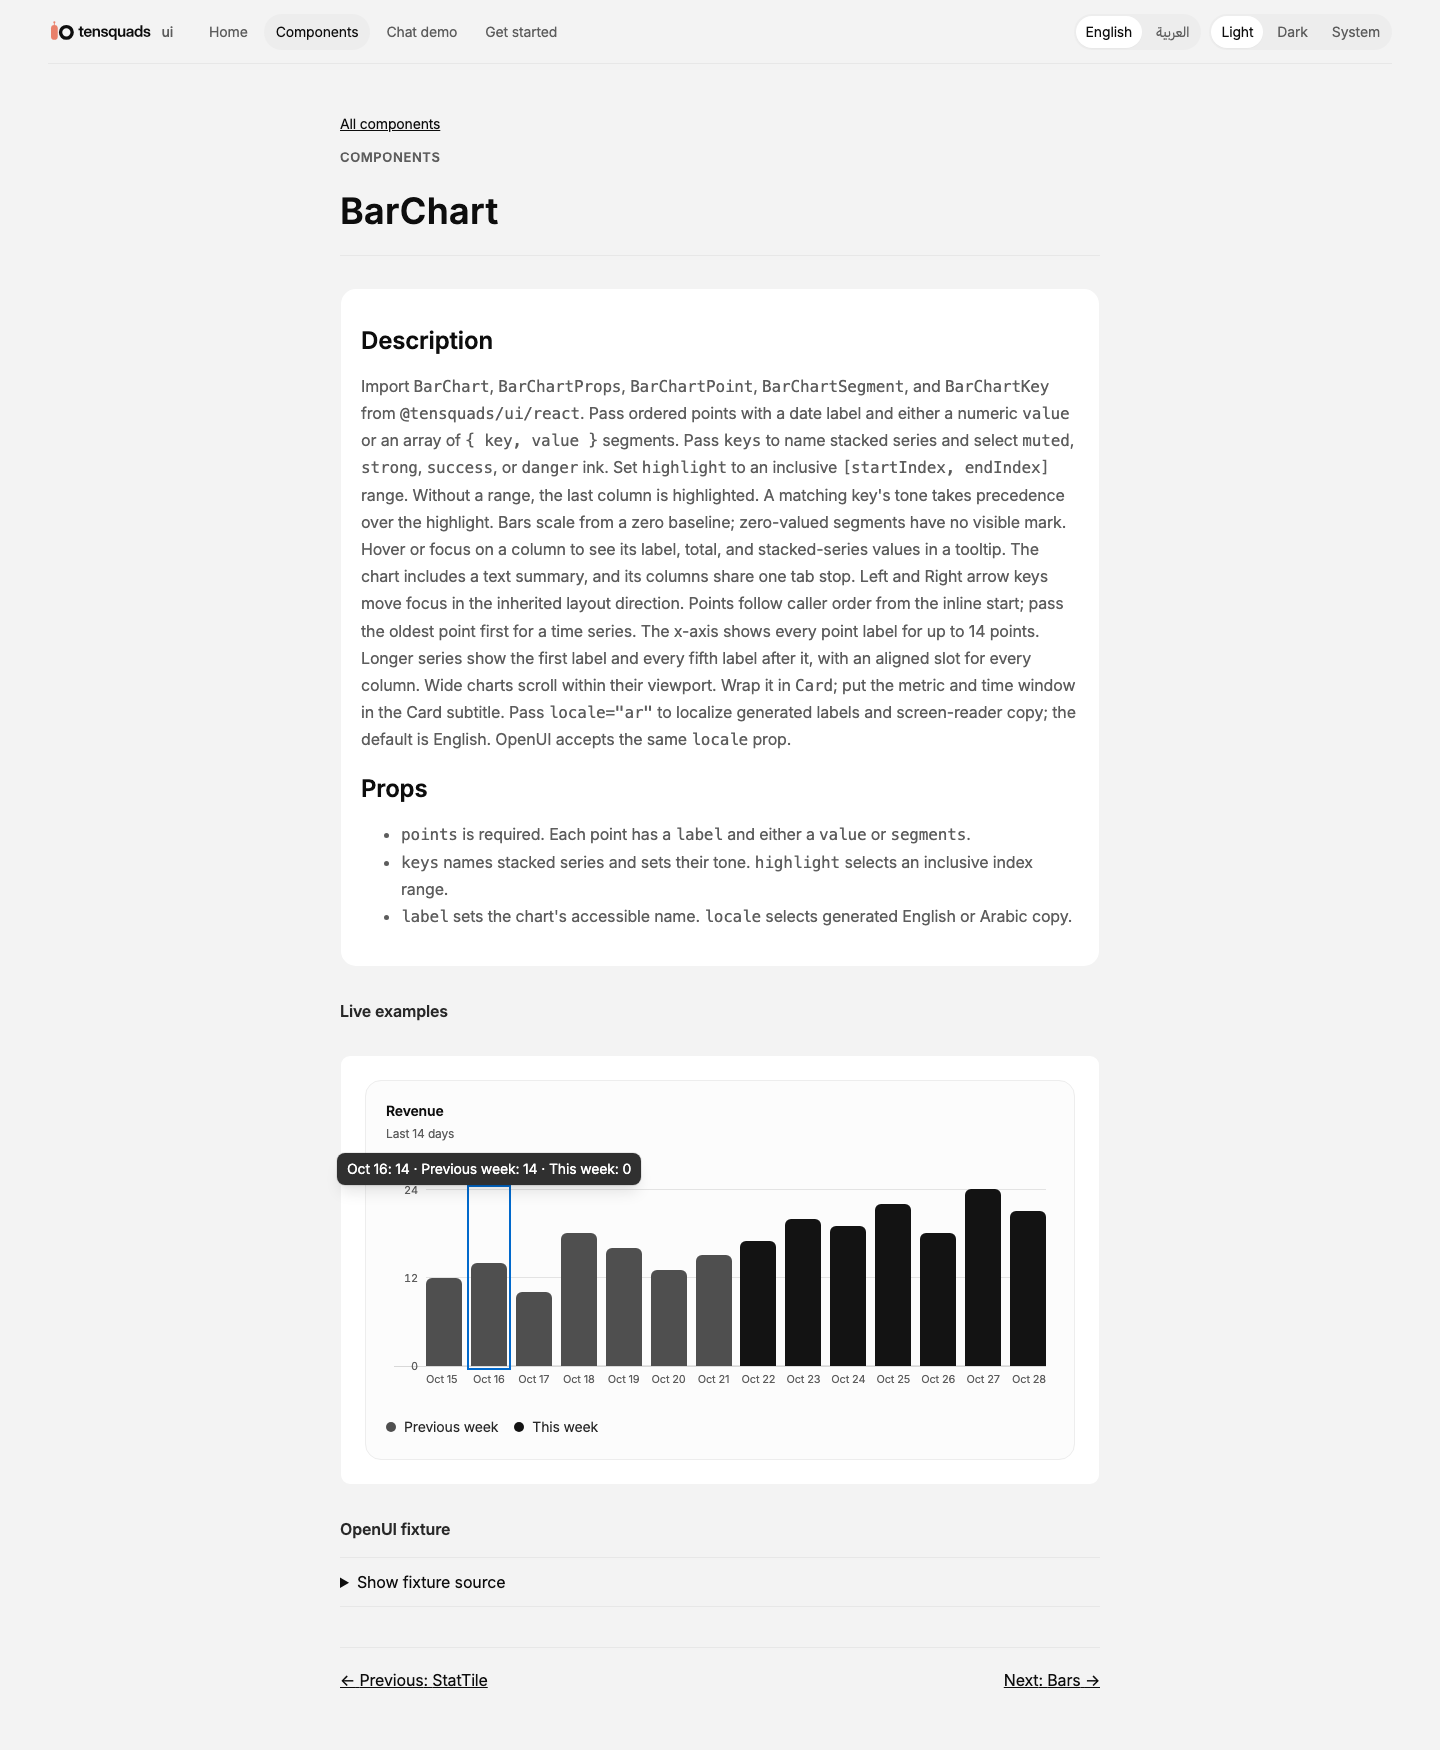 tensquads ui Home Components Chat demo Get started English العربية Light Dark System
All components
COMPONENTS
BarChart
Description
Import BarChart, BarChartProps, BarChartPoint, BarChartSegment, and BarChartKey
from @tensquads/ui/react. Pass ordered points with a date label and either a numeric value
or an array of { key, value } segments. Pass keys to name stacked series and select muted,
strong, success, or danger ink. Set highlight to an inclusive [startIndex, endIndex]
range. Without a range, the last column is highlighted. A matching key's tone takes precedence
over the highlight. Bars scale from a zero baseline; zero-valued segments have no visible mark.
Hover or focus on a column to see its label, total, and stacked-series values in a tooltip. The
chart includes a text summary, and its columns share one tab stop. Left and Right arrow keys
move focus in the inherited layout direction. Points follow caller order from the inline start; pass
the oldest point first for a time series. The x-axis shows every point label for up to 14 points.
Longer series show the first label and every fifth label after it, with an aligned slot for every
column. Wide charts scroll within their viewport. Wrap it in Card; put the metric and time window
in the Card subtitle. Pass locale="ar" to localize generated labels and screen-reader copy; the
default is English. OpenUI accepts the same locale prop.
Props
• points is required. Each point has a label and either a value or segments.
• keys names stacked series and sets their tone. highlight selects an inclusive index
range.
• label sets the chart's accessible name. locale selects generated English or Arabic copy.
Live examples
Revenue
Last 14 days
Oct 16: 14 · Previous week: 14 · This week: 0
24
12
0
Oct 15 Oct 16 Oct 17 Oct 18 Oct 19 Oct 20 Oct 21 Oct 22 Oct 23 Oct 24 Oct 25 Oct 26 Oct 27 Oct 28
Previous week This week
OpenUI fixture
Show fixture source
← Previous: StatTile Next: Bars →